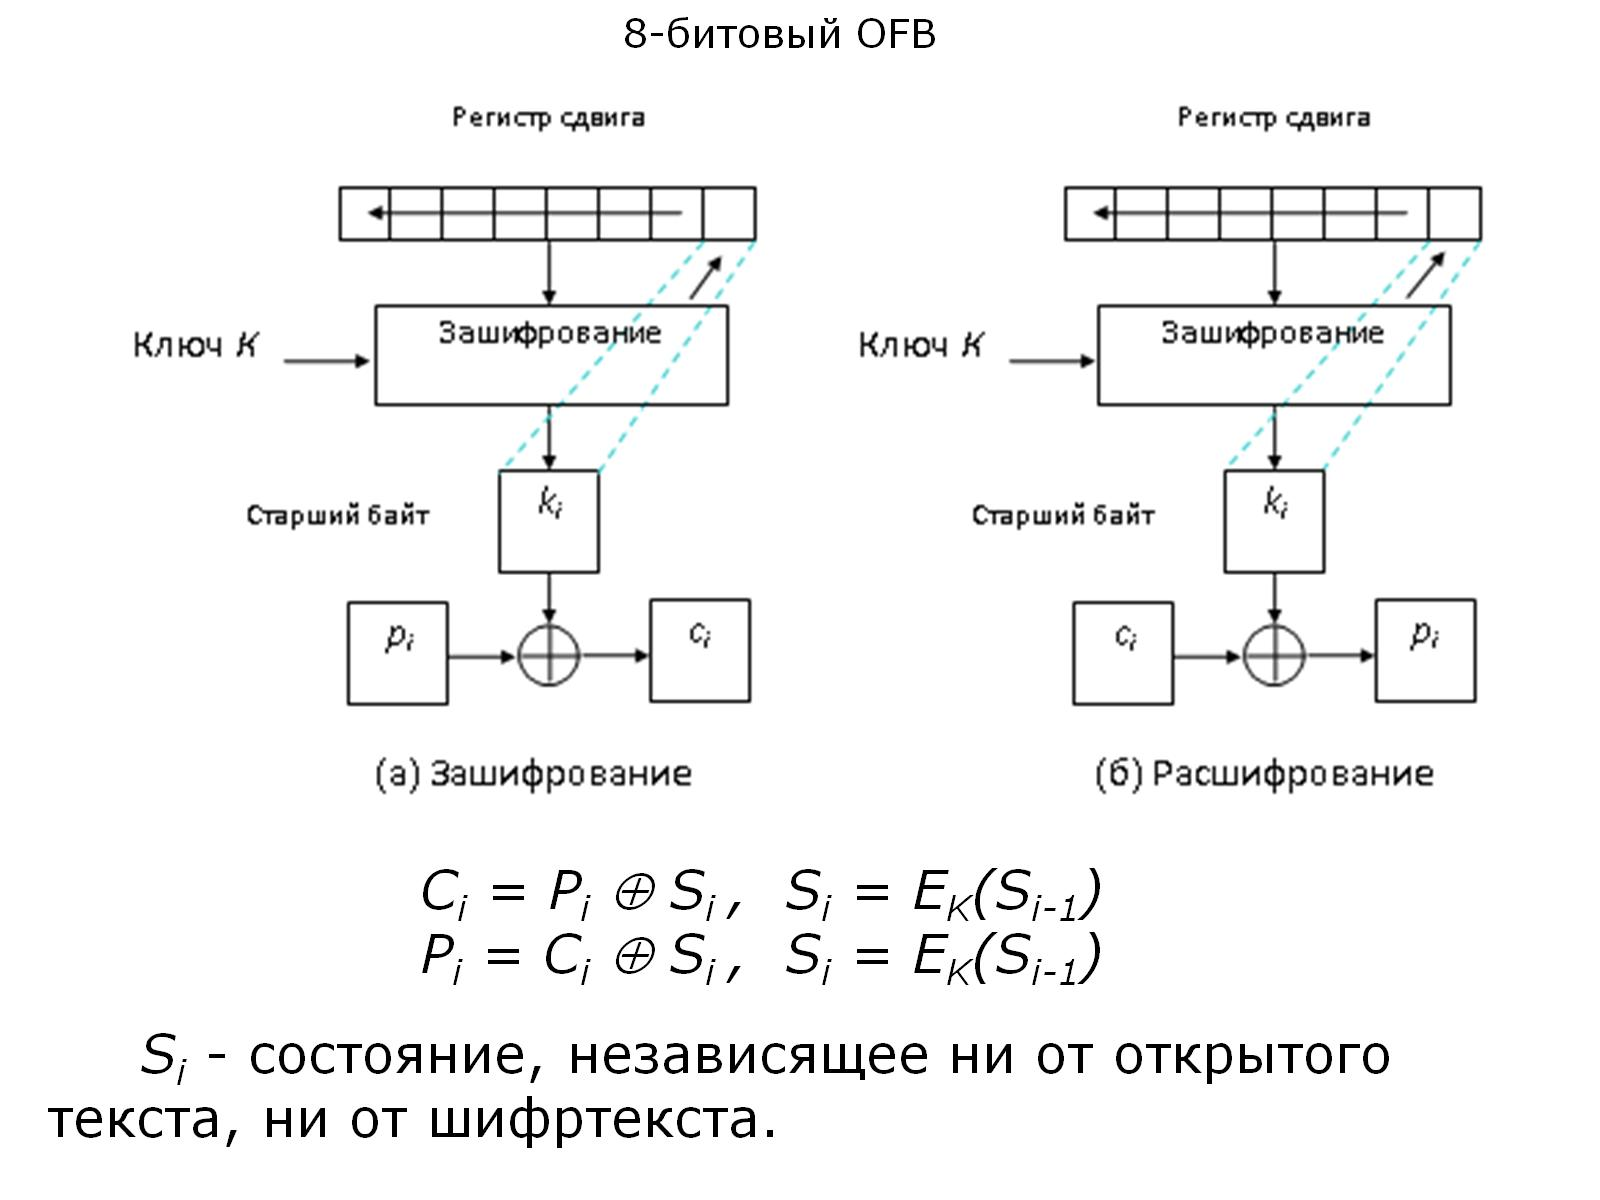 8-битовый OFB
Регистр сдвига
Ключ K
Зашифрование
Старший байт
kᵢ
pᵢ
cᵢ
(а) Зашифрование
Регистр сдвига
Ключ K
Зашифрование
Старший байт
kᵢ
cᵢ
pᵢ
(б) Расшифрование
Cᵢ = Pᵢ ⊕ Sᵢ , Sᵢ = E_K(S_{i-1})
Pᵢ = Cᵢ ⊕ Sᵢ , Sᵢ = E_K(S_{i-1})
Sᵢ - состояние, независящее ни от открытого
текста, ни от шифртекста.